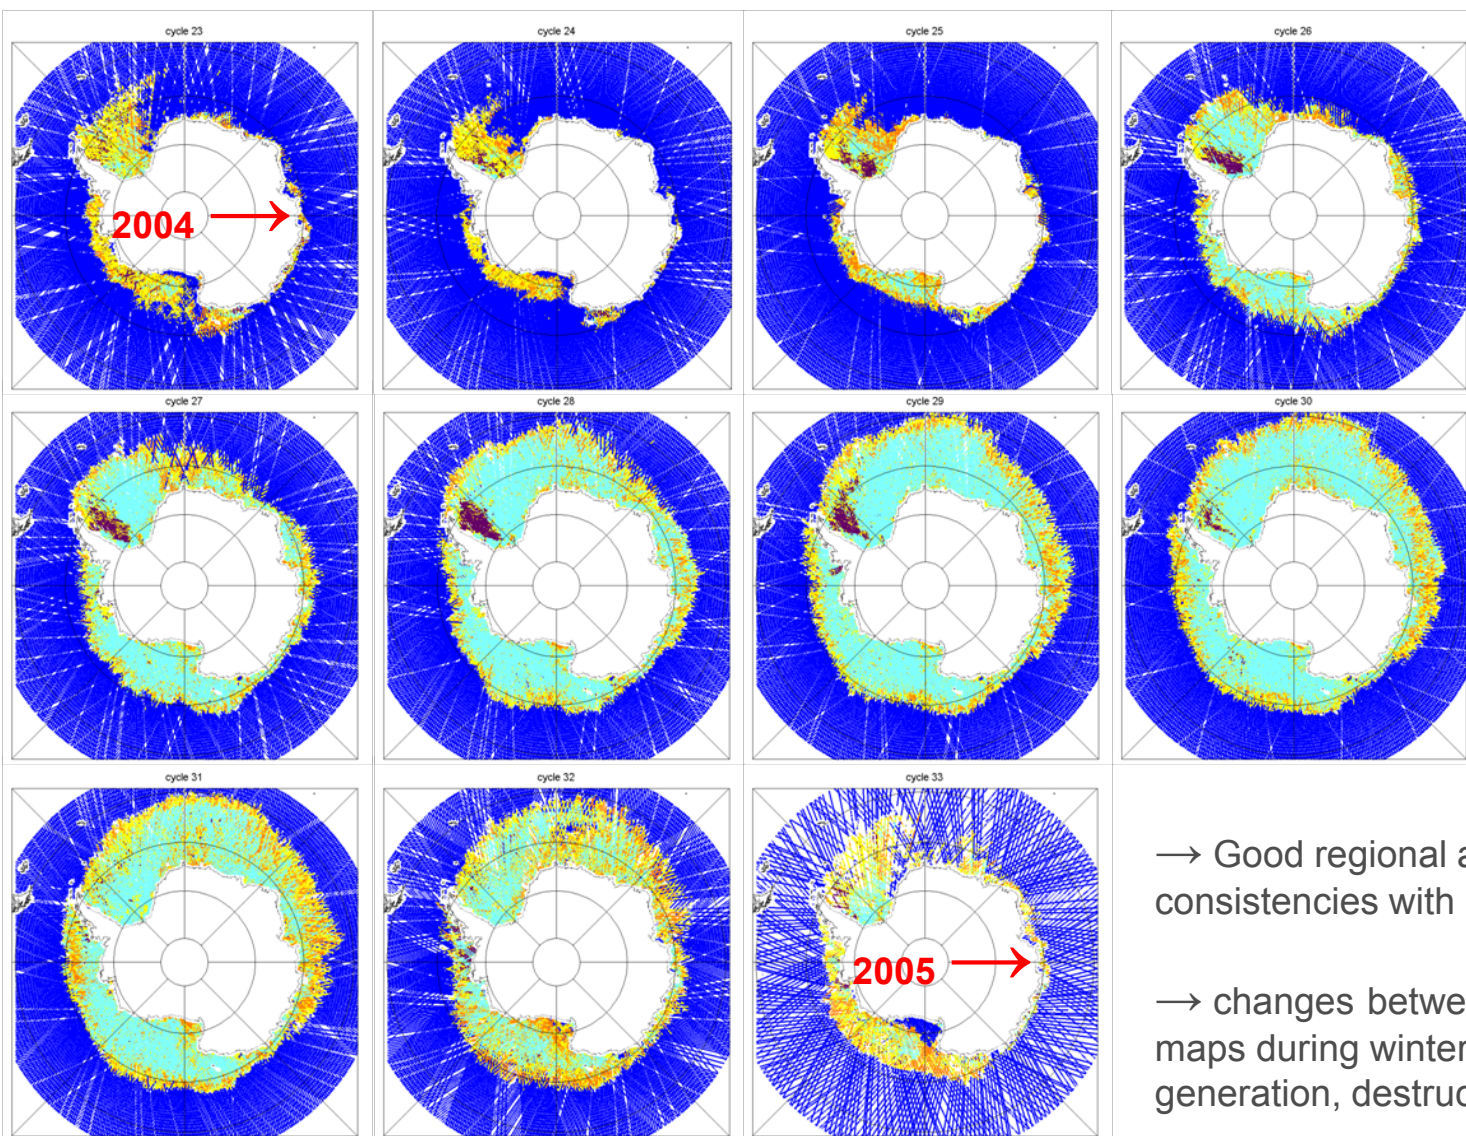 cycle 23
cycle 24
cycle 25
cycle 26
2004 →
cycle 27
cycle 28
cycle 29
cycle 30
cycle 31
cycle 32
cycle 33
2005 →
→ Good regional a
consistencies with
→ changes betwe
maps during winter
generation, destruc